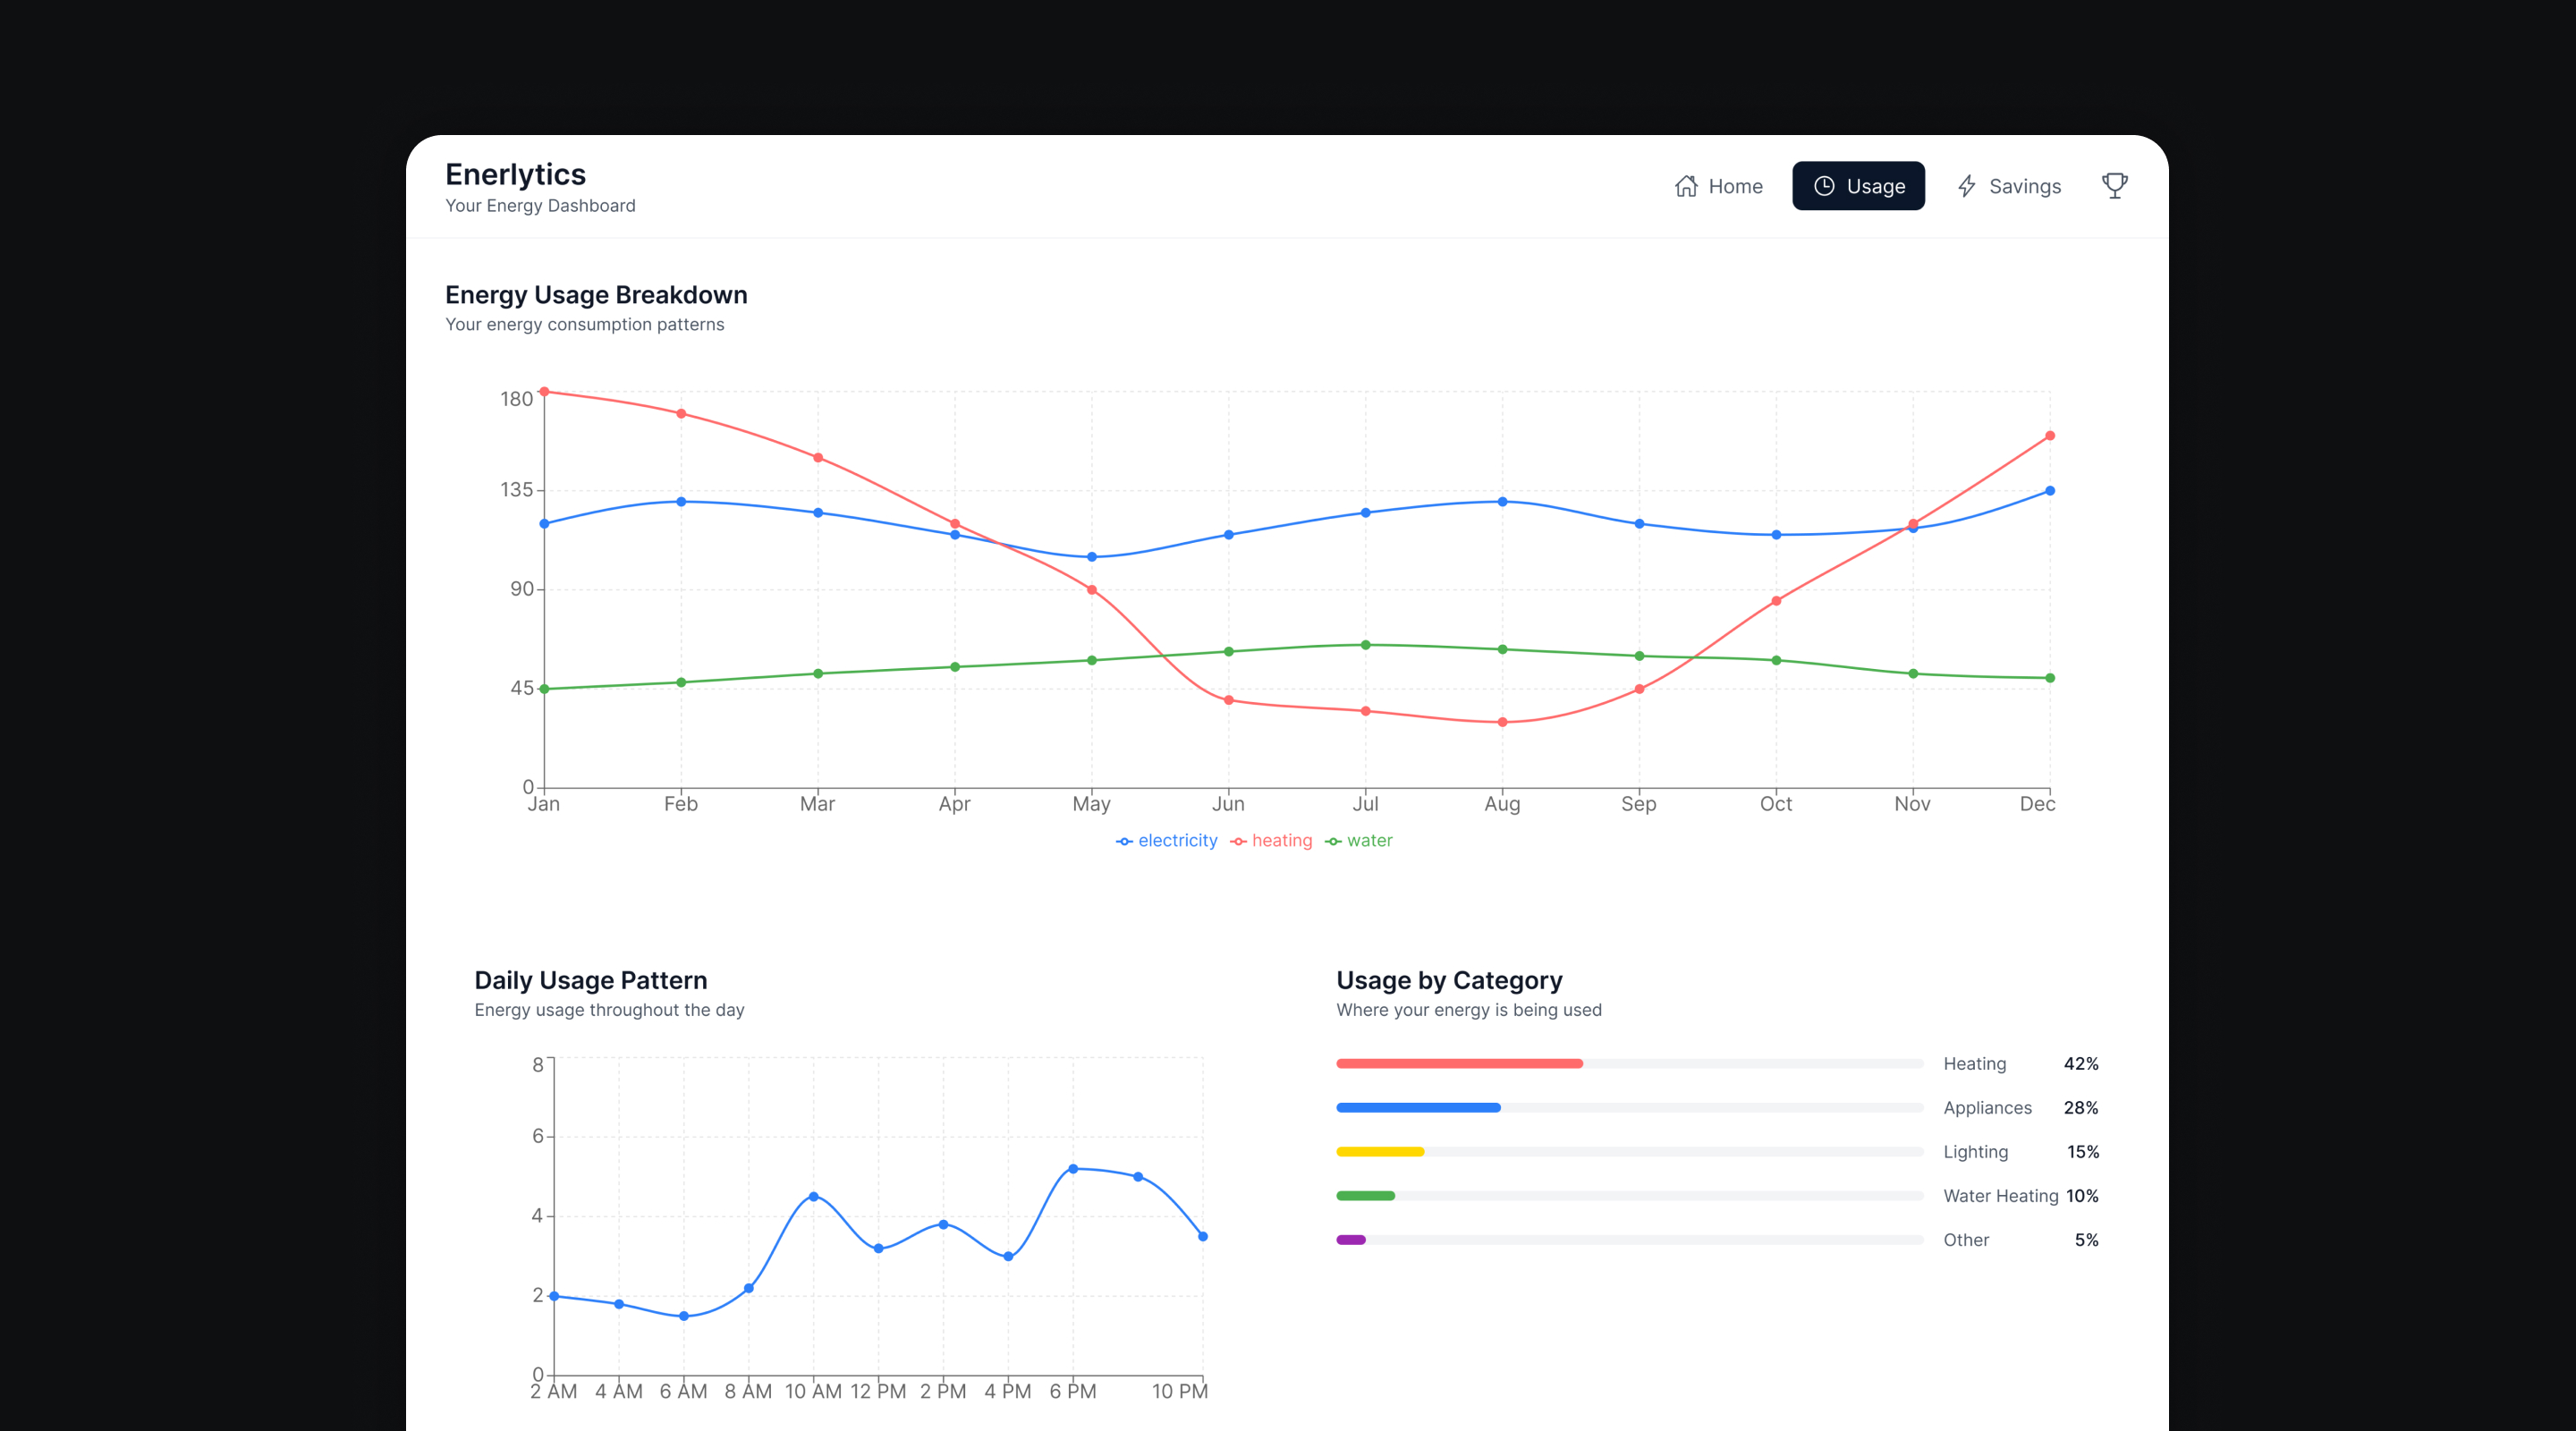 Enerlytics
Your Energy Dashboard
Home
Usage
Savings
Energy Usage Breakdown
Your energy consumption patterns
180
135
90
45
0
Jan Feb Mar Apr May Jun Jul Aug Sep Oct Nov Dec
electricity heating water
Daily Usage Pattern
Energy usage throughout the day
8
6
4
2
0
2 AM 4 AM 6 AM 8 AM 10 AM 12 PM 2 PM 4 PM 6 PM 10 PM
Usage by Category
Where your energy is being used
Heating 42%
Appliances 28%
Lighting 15%
Water Heating 10%
Other 5%